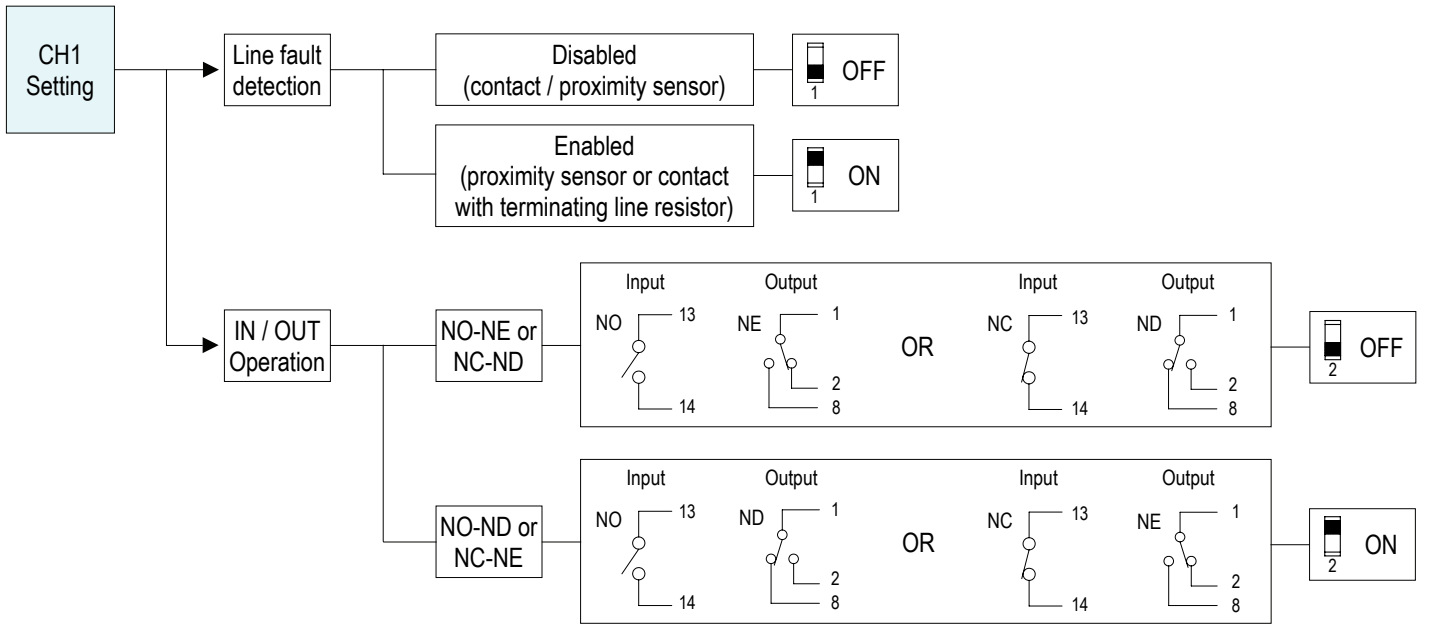 CH1
Setting
Line fault
detection
Disabled
(contact / proximity sensor)
1
OFF
Enabled
(proximity sensor or contact
with terminating line resistor)
1
ON
IN / OUT
Operation
NO-NE or
NC-ND
Input
NO
13
14
Output
NE
1
2
8
OR
Input
NC
13
14
Output
ND
1
2
8
2
OFF
NO-ND or
NC-NE
Input
NO
13
14
Output
ND
1
2
8
OR
Input
NC
13
14
Output
NE
1
2
8
2
ON